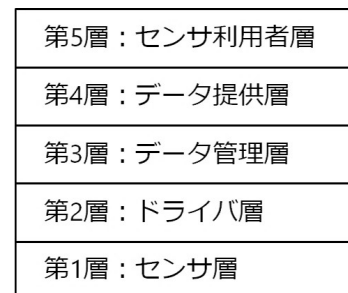 第5層：センサ利用者層
第4層：データ提供層
第3層：データ管理層
第2層：ドライバ層
第1層：センサ層